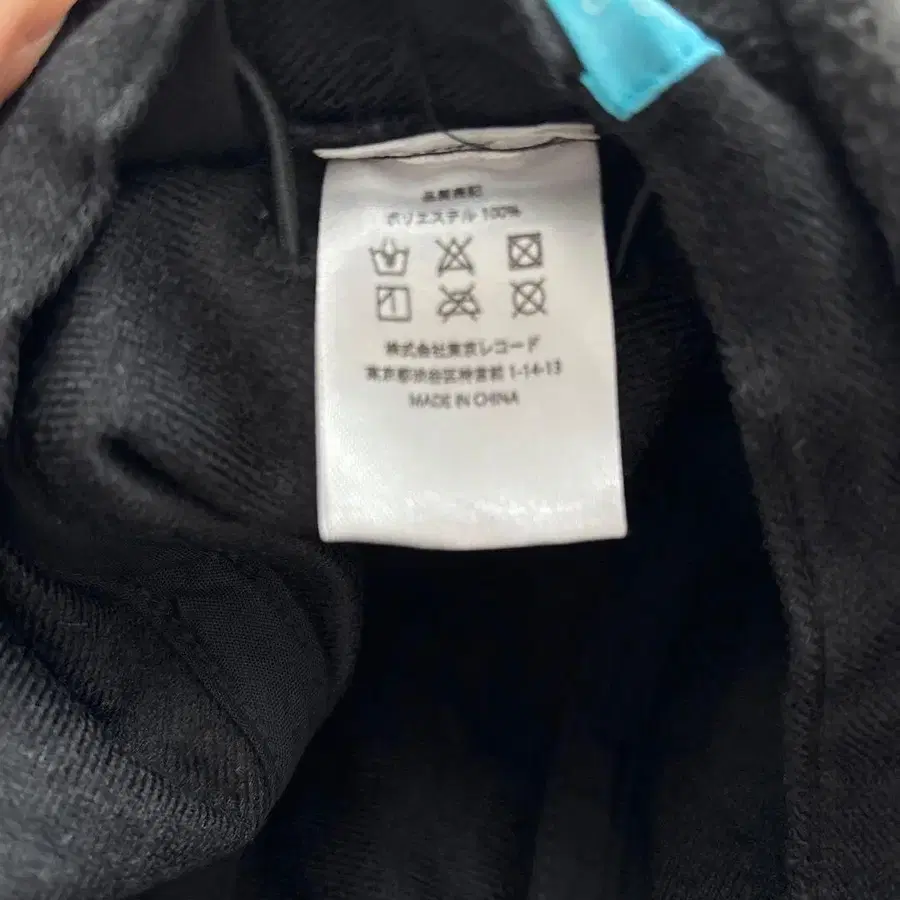 品質表記
ポリエステル 100%
株式会社東京レコード
東京都渋谷区神宮前 1-14-13
MADE IN CHINA